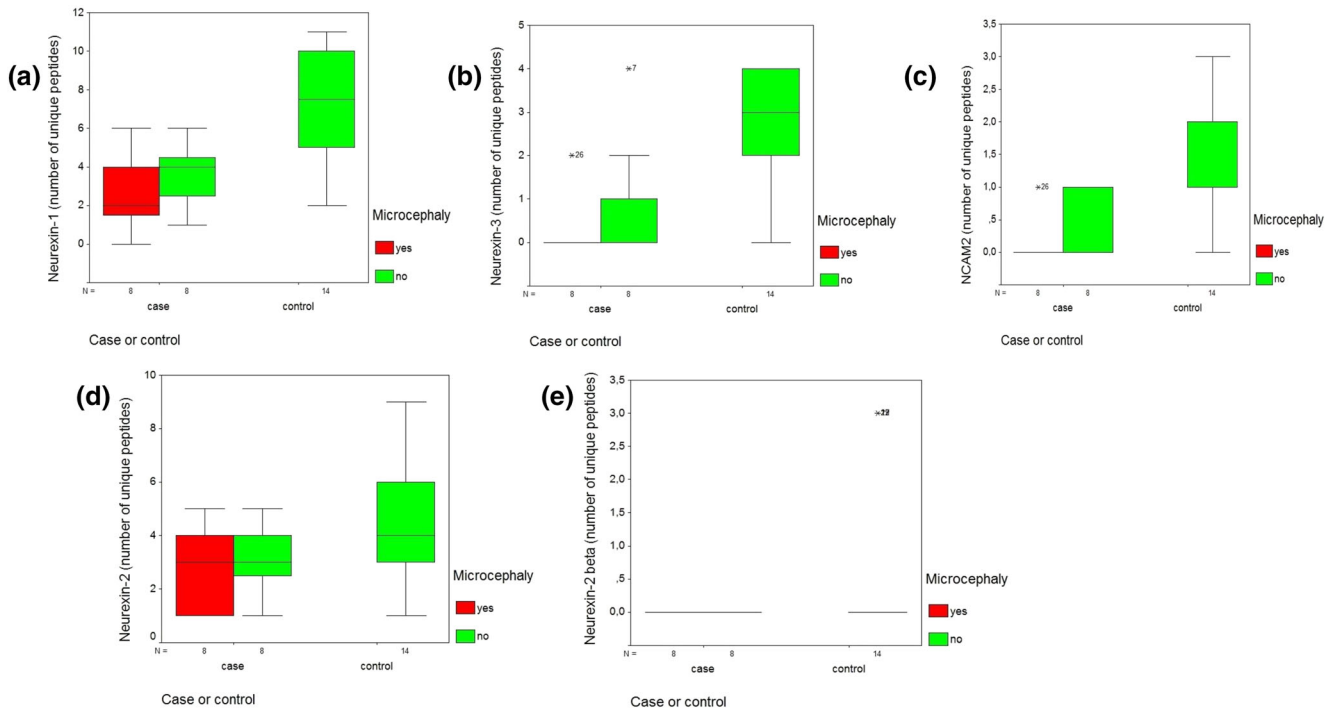 (a)
Neurexin-1 (number of unique peptides)
12
10
8
6
4
2
0
N = 8 8 14
case control
Case or control
Microcephaly
yes
no
(b)
Neurexin-3 (number of unique peptides)
5
4
3
2
1
0
*7
*26
N = 8 8 14
case control
Case or control
Microcephaly
yes
no
(c)
NCAM2 (number of unique peptides)
3,5
3,0
2,5
2,0
1,5
1,0
,5
0,0
*26
N = 8 8 14
case control
Case or control
Microcephaly
yes
no
(d)
Neurexin-2 (number of unique peptides)
10
8
6
4
2
0
N = 8 8 14
case control
Case or control
Microcephaly
yes
no
(e)
Neurexin-2 beta (number of unique peptides)
3,5
3,0
2,5
2,0
1,5
1,0
,5
0,0
N = 8 8 14
case control
Case or control
Microcephaly
yes
no